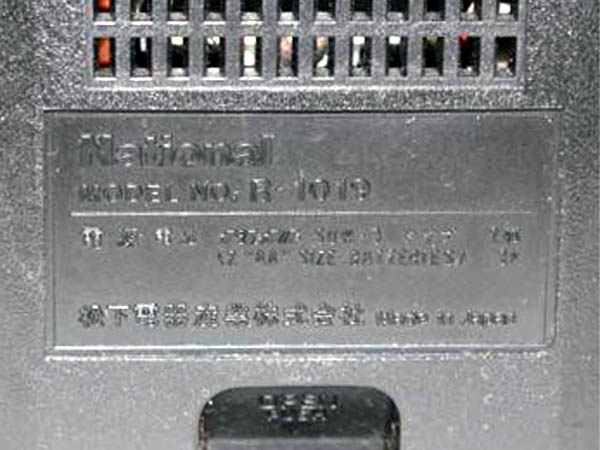 National
MODEL NO. R-1019
(2 "AA" SIZE BATTERIES)
松下電器産業株式会社 Made in Japan
OPEN